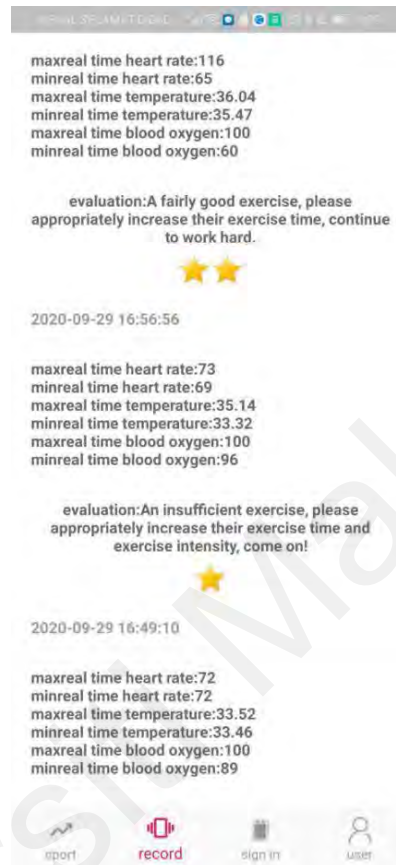 maxreal time heart rate:116
minreal time heart rate:65
maxreal time temperature:36.04
minreal time temperature:35.47
maxreal time blood oxygen:100
minreal time blood oxygen:60
evaluation:A fairly good exercise, please
appropriately increase their exercise time, continue
to work hard.
2020-09-29 16:56:56
maxreal time heart rate:73
minreal time heart rate:69
maxreal time temperature:35.14
minreal time temperature:33.32
maxreal time blood oxygen:100
minreal time blood oxygen:96
evaluation:An insufficient exercise, please
appropriately increase their exercise time and
exercise intensity, come on!
2020-09-29 16:49:10
maxreal time heart rate:72
minreal time heart rate:72
maxreal time temperature:33.52
minreal time temperature:33.46
maxreal time blood oxygen:100
minreal time blood oxygen:89
sport
record
sign in
user